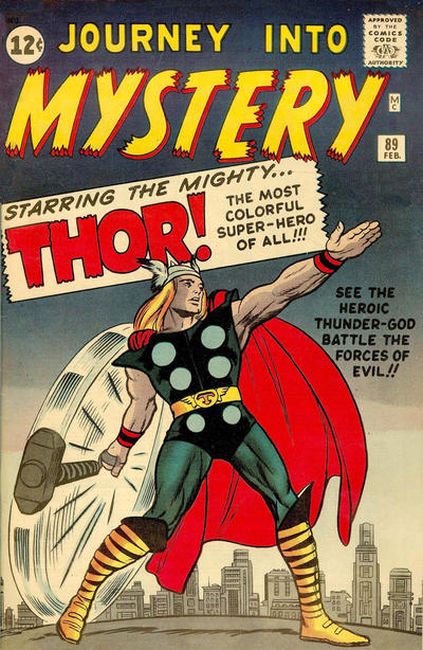 IND.
12¢
JOURNEY INTO
APPROVED
BY THE
COMICS
CODE
AUTHORITY
MYSTERY
MC
89
FEB.
STARRING THE MIGHTY...
THOR!
THE MOST
COLORFUL
SUPER-HERO
OF ALL!!!
SEE THE
HEROIC
THUNDER-GOD
BATTLE THE
FORCES OF
EVIL!!
T